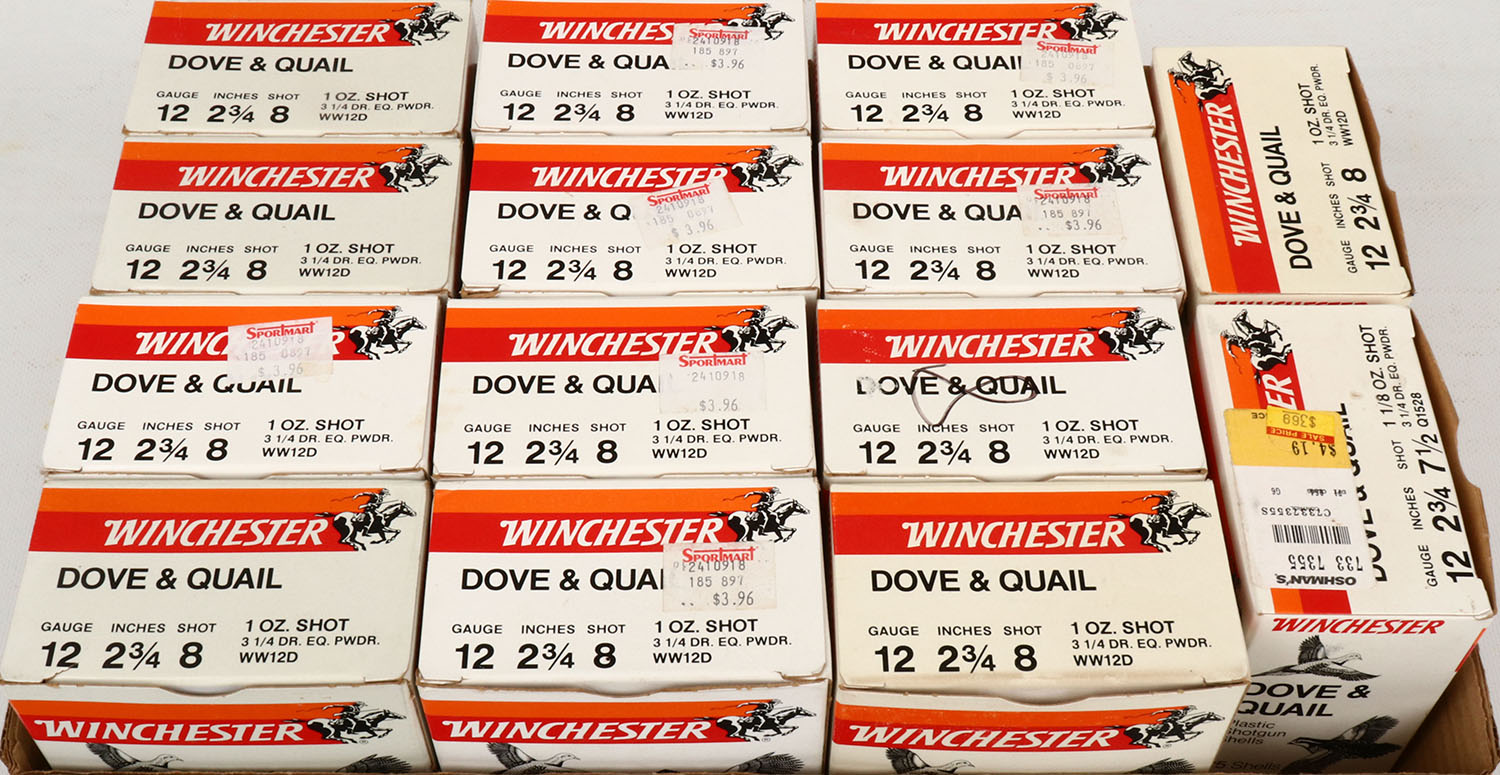 WINCHESTER
DOVE & QUAIL
GAUGE INCHES SHOT 1 OZ. SHOT
12 2¾ 8 3 1/4 DR. EQ. PWDR.
WW12D
WINCHESTER
SPORTMART
2410918
185 897
$3.96
DOVE & QUA
GAUGE INCHES SHOT 1 OZ. SHOT
12 2¾ 8 3 1/4 DR. EQ. PWDR.
WW12D
WINCHESTER
SPORTMART
2410918
185 0897
$ 3.96
DOVE & QUAIL
GAUGE INCHES SHOT 1 OZ. SHOT
12 2¾ 8 3 1/4 DR. EQ. PWDR.
WW12D
WINCHESTER
DOVE & QUAIL
GAUGE INCHES SHOT 1 OZ. SHOT
12 2¾ 8 3 1/4 DR. EQ. PWDR.
WW12D
WINCHESTER
DOVE & QUAIL
GAUGE INCHES SHOT 1 OZ. SHOT
12 2¾ 8 3 1/4 DR. EQ. PWDR.
WW12D
WINCHESTER
SPORTMART
2410918
185 0897
$ 3.96
DOVE & Q
GAUGE INCHES SHOT 1 OZ. SHOT
12 2¾ 8 3 1/4 DR. EQ. PWDR.
WW12D
WINCHESTER
SPORTMART
2410918
185 897
$3.96
DOVE & QUA
GAUGE INCHES SHOT 1 OZ. SHOT
12 2¾ 8 3 1/4 DR. EQ. PWDR.
WW12D
WINC R
SPORTMART
2410918
185 0897
$ 3.96
DOVE & QUAIL
GAUGE INCHES SHOT 1 OZ. SHOT
12 2¾ 8 3 1/4 DR. EQ. PWDR.
WW12D
WINCHESTER
SPORTMART
2410918
$3.96
DOVE & QUA
GAUGE INCHES SHOT 1 OZ. SHOT
12 2¾ 8 3 1/4 DR. EQ. PWDR.
WW12D
WINCHESTER
DOVE & QUAIL
GAUGE INCHES SHOT 1 OZ. SHOT
12 2¾ 8 3 1/4 DR. EQ. PWDR.
WW12D
ER
DOVE & QUAIL
GAUGE INCHES SHOT 1 1/8 OZ. SHOT
12 2¾ 7½ 3 1/4 DR. EQ. PWDR.
Q1528
$369
SALE PRICE
$4.19
C7333555S
733 7355
OSHMAN'S
WINCHESTER
DOVE & QUAIL
GAUGE INCHES SHOT 1 OZ. SHOT
12 2¾ 8 3 1/4 DR. EQ. PWDR.
WW12D
WINCHESTER
WINCHESTER
SPORTMART
2410918
185 897
$3.96
DOVE & QUA
GAUGE INCHES SHOT 1 OZ. SHOT
12 2¾ 8 3 1/4 DR. EQ. PWDR.
WW12D
WINCHESTER
WINCHESTER
DOVE & QUAIL
GAUGE INCHES SHOT 1 OZ. SHOT
12 2¾ 8 3 1/4 DR. EQ. PWDR.
WW12D
WINCHESTER
WINCHESTER
DOVE &
QUAIL
Plastic
Shotgun
Shells
5 Shells